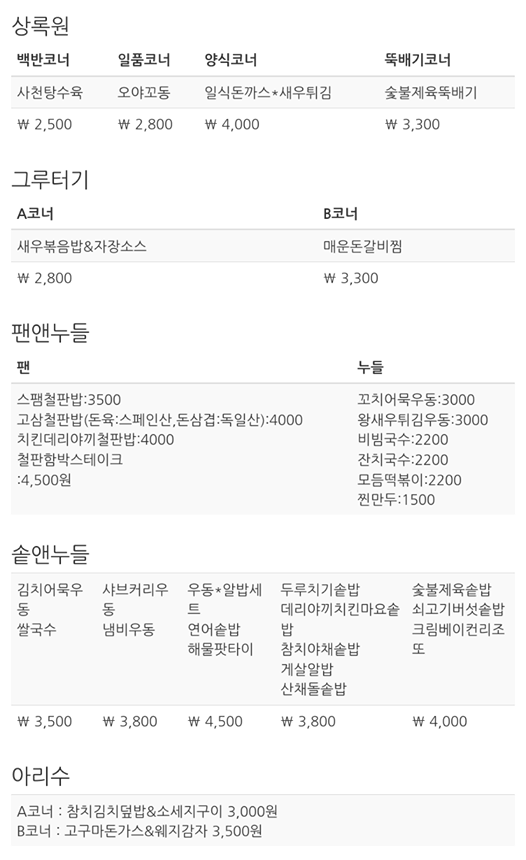 상록원
백반코너 일품코너 양식코너 뚝배기코너
사천탕수육 오야꼬동 일식돈까스*새우튀김 숯불제육뚝배기
₩ 2,500 ₩ 2,800 ₩ 4,000 ₩ 3,300
그루터기
A코너 B코너
새우볶음밥&자장소스 매운돈갈비찜
₩ 2,800 ₩ 3,300
팬앤누들
팬 누들
스팸철판밥:3500 꼬치어묵우동:3000
고삼철판밥(돈육:스페인산,돈삼겹:독일산):4000 왕새우튀김우동:3000
치킨데리야끼철판밥:4000 비빔국수:2200
철판함박스테이크 잔치국수:2200
:4,500원 모듬떡볶이:2200
찐만두:1500
솥앤누들
김치어묵우 샤브커리우 우동*알밥세 두루치기솥밥 숯불제육솥밥
동 동 트 데리야끼치킨마요솥 쇠고기버섯솥밥
쌀국수 냄비우동 연어솥밥 밥 크림베이컨리조
해물팟타이 참치야채솥밥 또
게살알밥
산채돌솥밥
₩ 3,500 ₩ 3,800 ₩ 4,500 ₩ 3,800 ₩ 4,000
아리수
A코너 : 참치김치덮밥&소세지구이 3,000원
B코너 : 고구마돈가스&웨지감자 3,500원